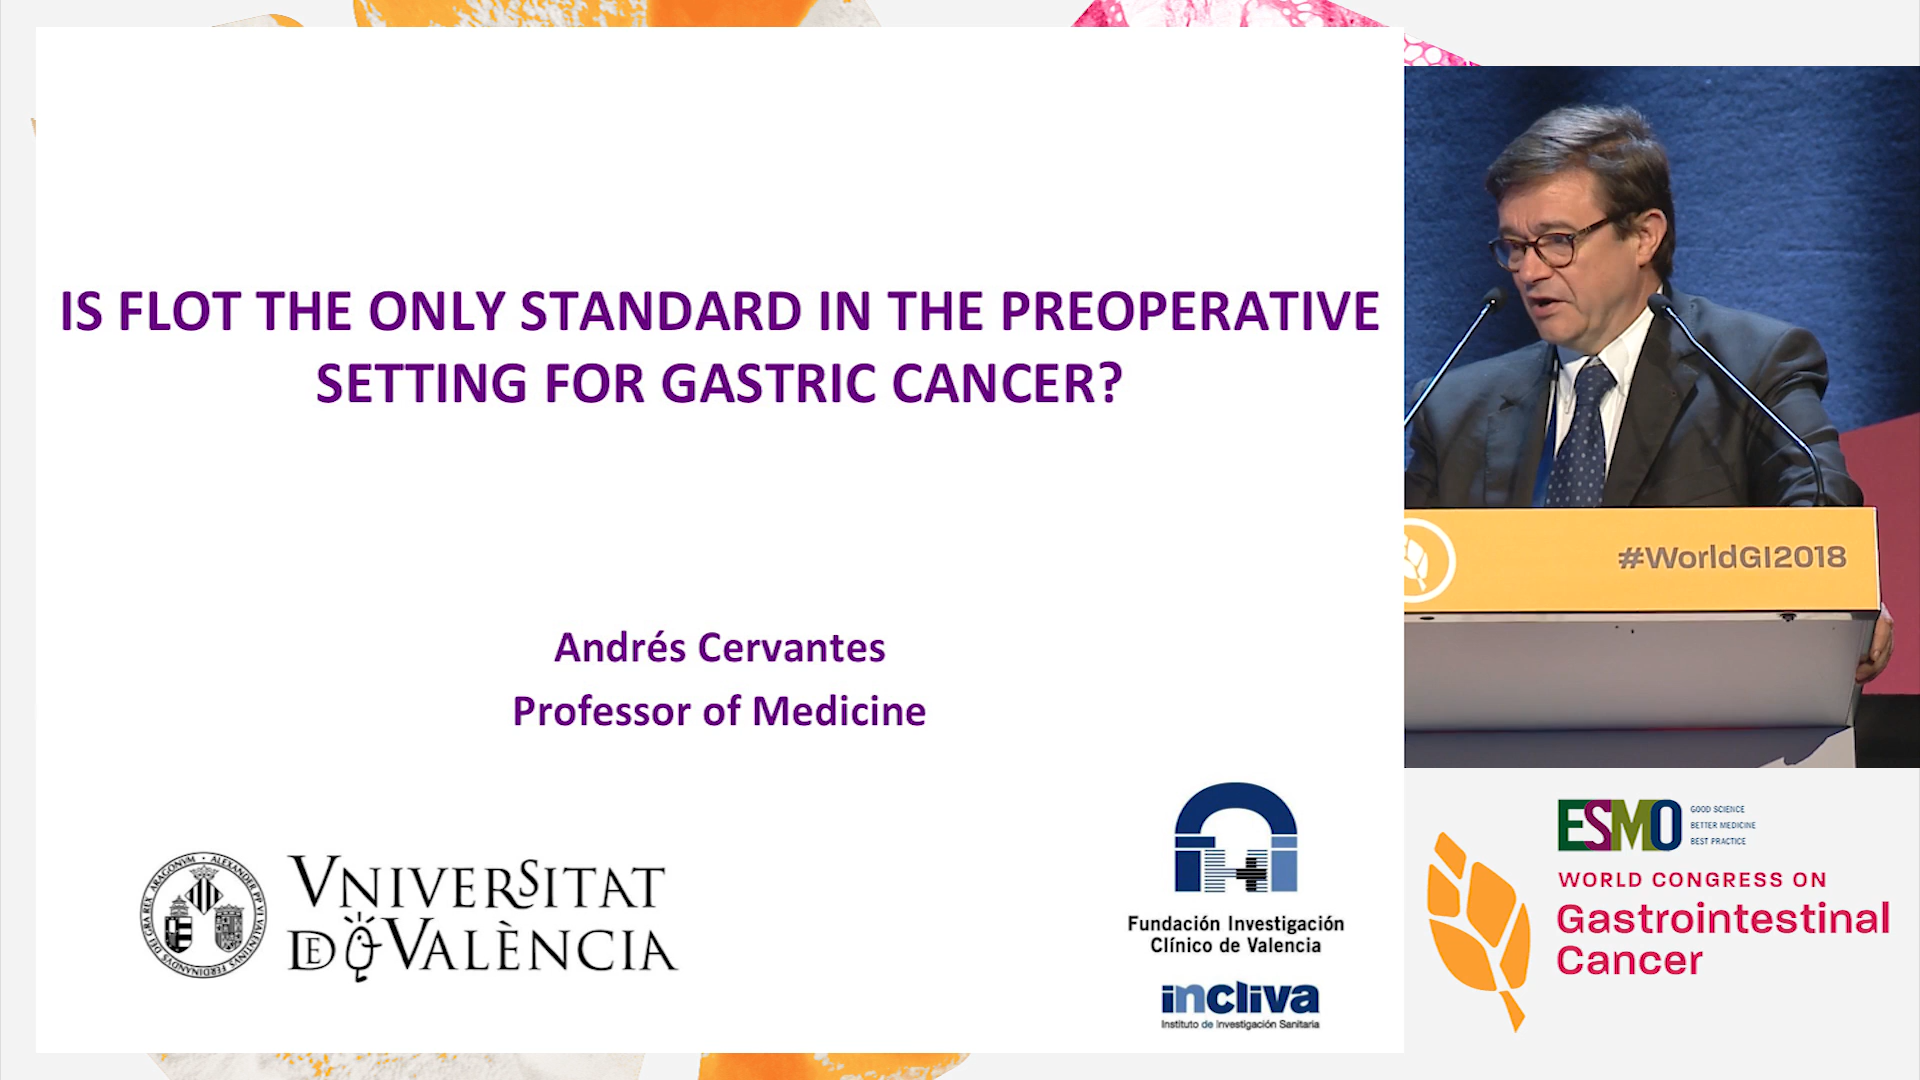 IS FLOT THE ONLY STANDARD IN THE PREOPERATIVE
SETTING FOR GASTRIC CANCER?
Andrés Cervantes
Professor of Medicine
VNIVERSITAT
DE VALÈNCIA
Fundación Investigación
Clínico de Valencia
incliva
Instituto de Investigación Sanitaria
#WorldGI2018
ESMO
GOOD SCIENCE
BETTER MEDICINE
BEST PRACTICE
WORLD CONGRESS ON
Gastrointestinal
Cancer